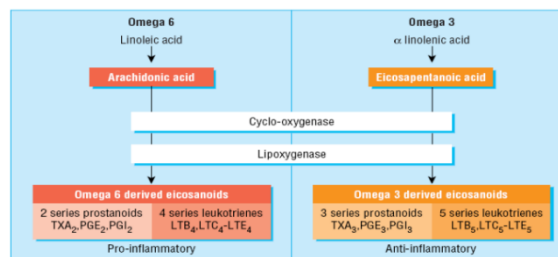 Omega 6
Linoleic acid
Arachidonic acid
Omega 3
α linolenic acid
Eicosapentanoic acid
Cyclo-oxygenase
Lipoxygenase
Omega 6 derived eicosanoids
2 series prostanoids
TXA₂,PGE₂,PGI₂
4 series leukotrienes
LTB₄,LTC₄-LTE₄
Pro-inflammatory
Omega 3 derived eicosanoids
3 series prostanoids
TXA₃,PGE₃,PGI₃
5 series leukotrienes
LTB₅,LTC₅-LTE₅
Anti-inflammatory